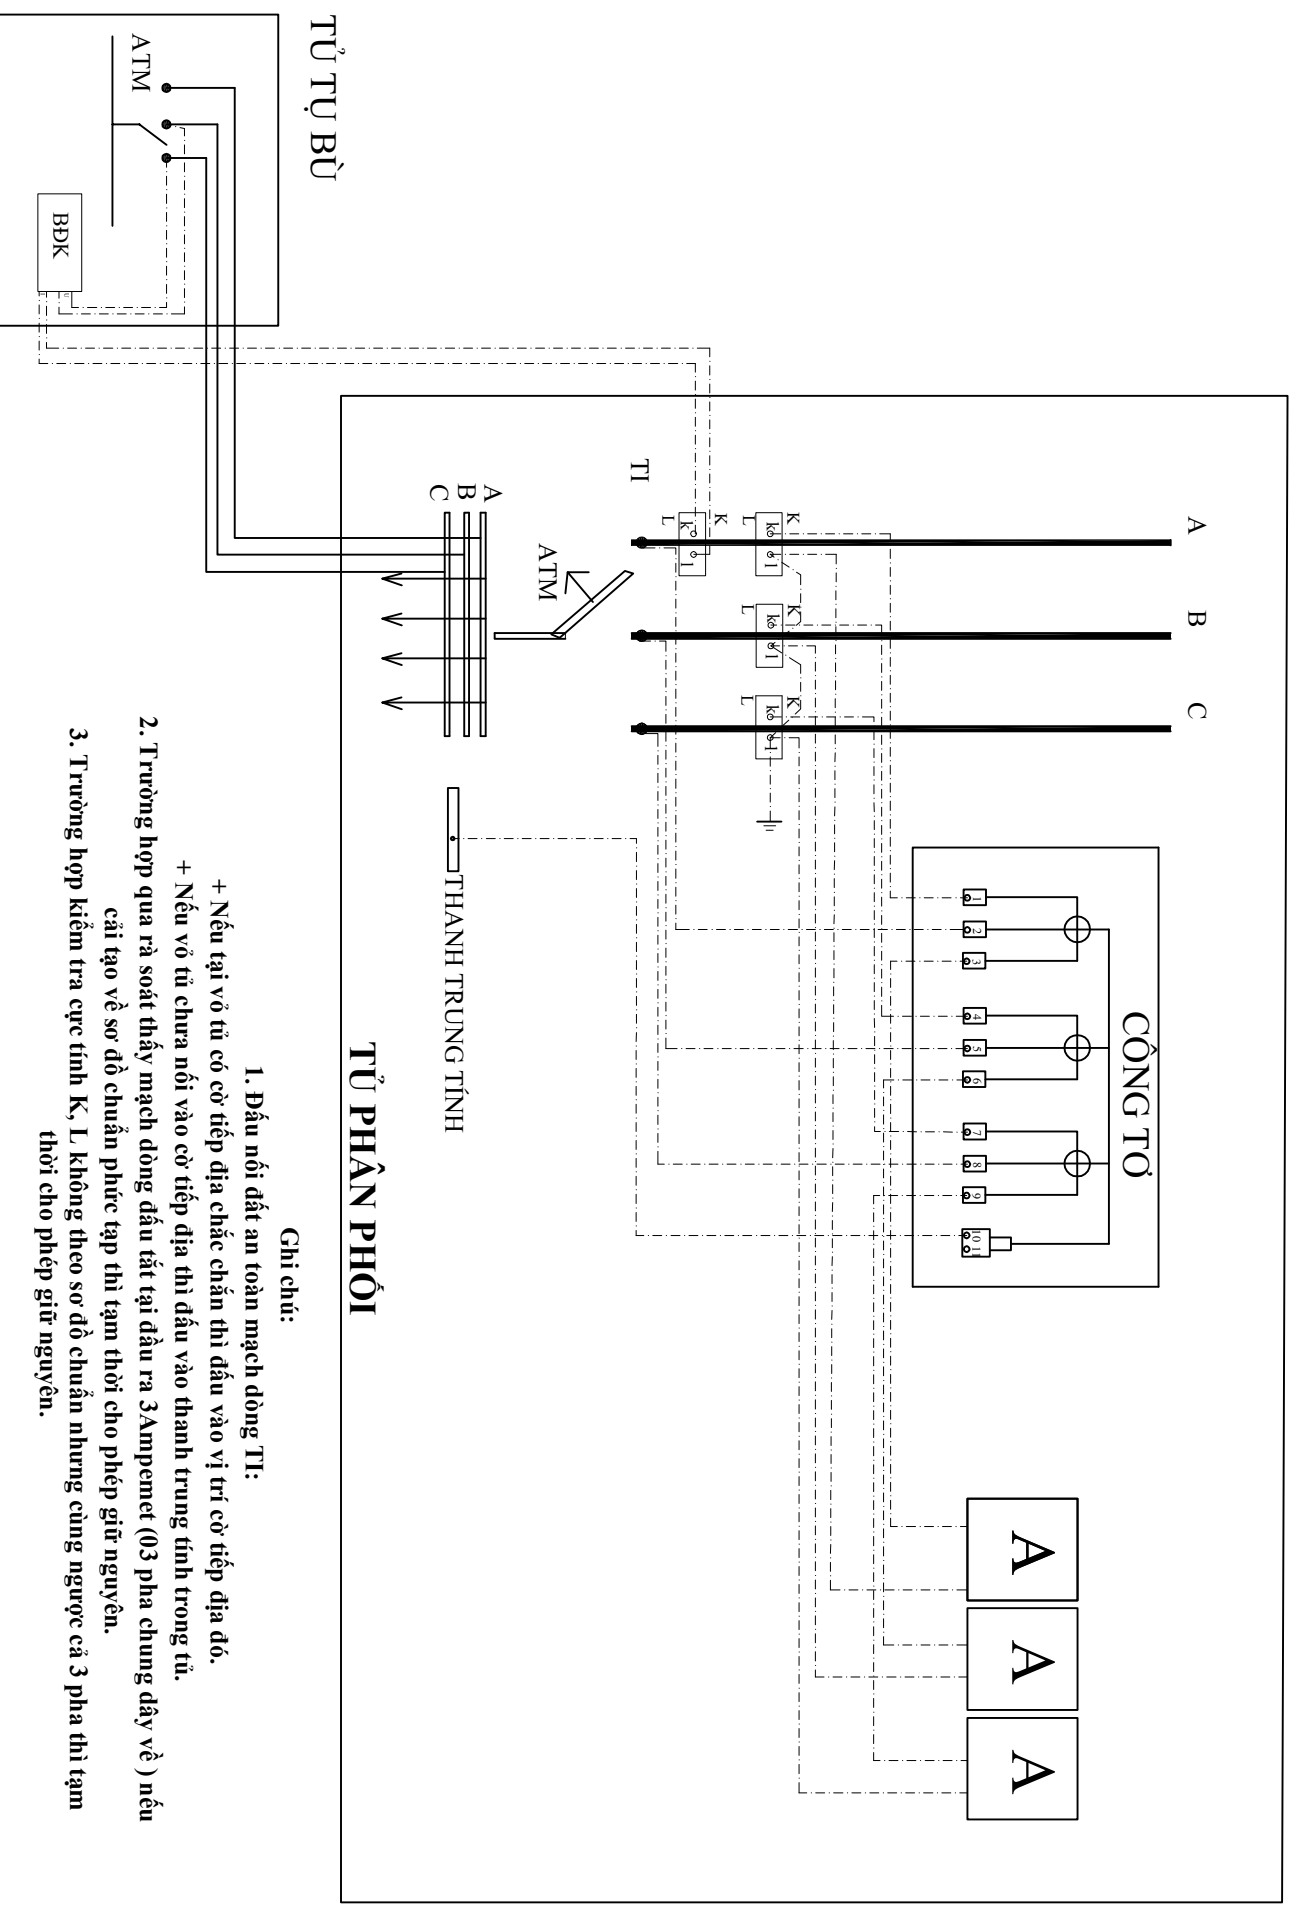 TỦ TỤ BÙ
ATM
BĐK
U
A
B
C
K
k
l
L
K
k
l
L
K
k
l
L
K
k
l
L
TI
ATM
A
B
C
CÔNG TƠ
1
2
3
4
5
6
7
8
9
10 11
A
A
A
THANH TRUNG TÍNH
TỦ PHÂN PHỐI
Ghi chú:
1. Đấu nối đất an toàn mạch dòng TI:
+ Nếu tại vỏ tủ có cờ tiếp địa chắc chắn thì đấu vào vị trí cờ tiếp địa đó.
+ Nếu vỏ tủ chưa nối vào cờ tiếp địa thì đấu vào thanh trung tính trong tủ.
2. Trường hợp qua rà soát thấy mạch dòng đấu tắt tại đầu ra 3Ampemet (03 pha chung dây về ) nếu
cải tạo về sơ đồ chuẩn phức tạp thì tạm thời cho phép giữ nguyên.
3. Trường hợp kiểm tra cực tính K, L không theo sơ đồ chuẩn nhưng cùng ngược cả 3 pha thì tạm
thời cho phép giữ nguyên.